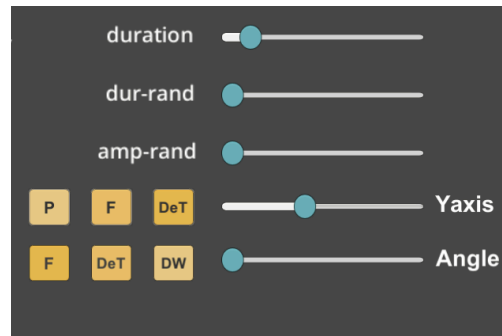 duration
dur-rand
amp-rand
P F DeT Yaxis
F DeT DW Angle